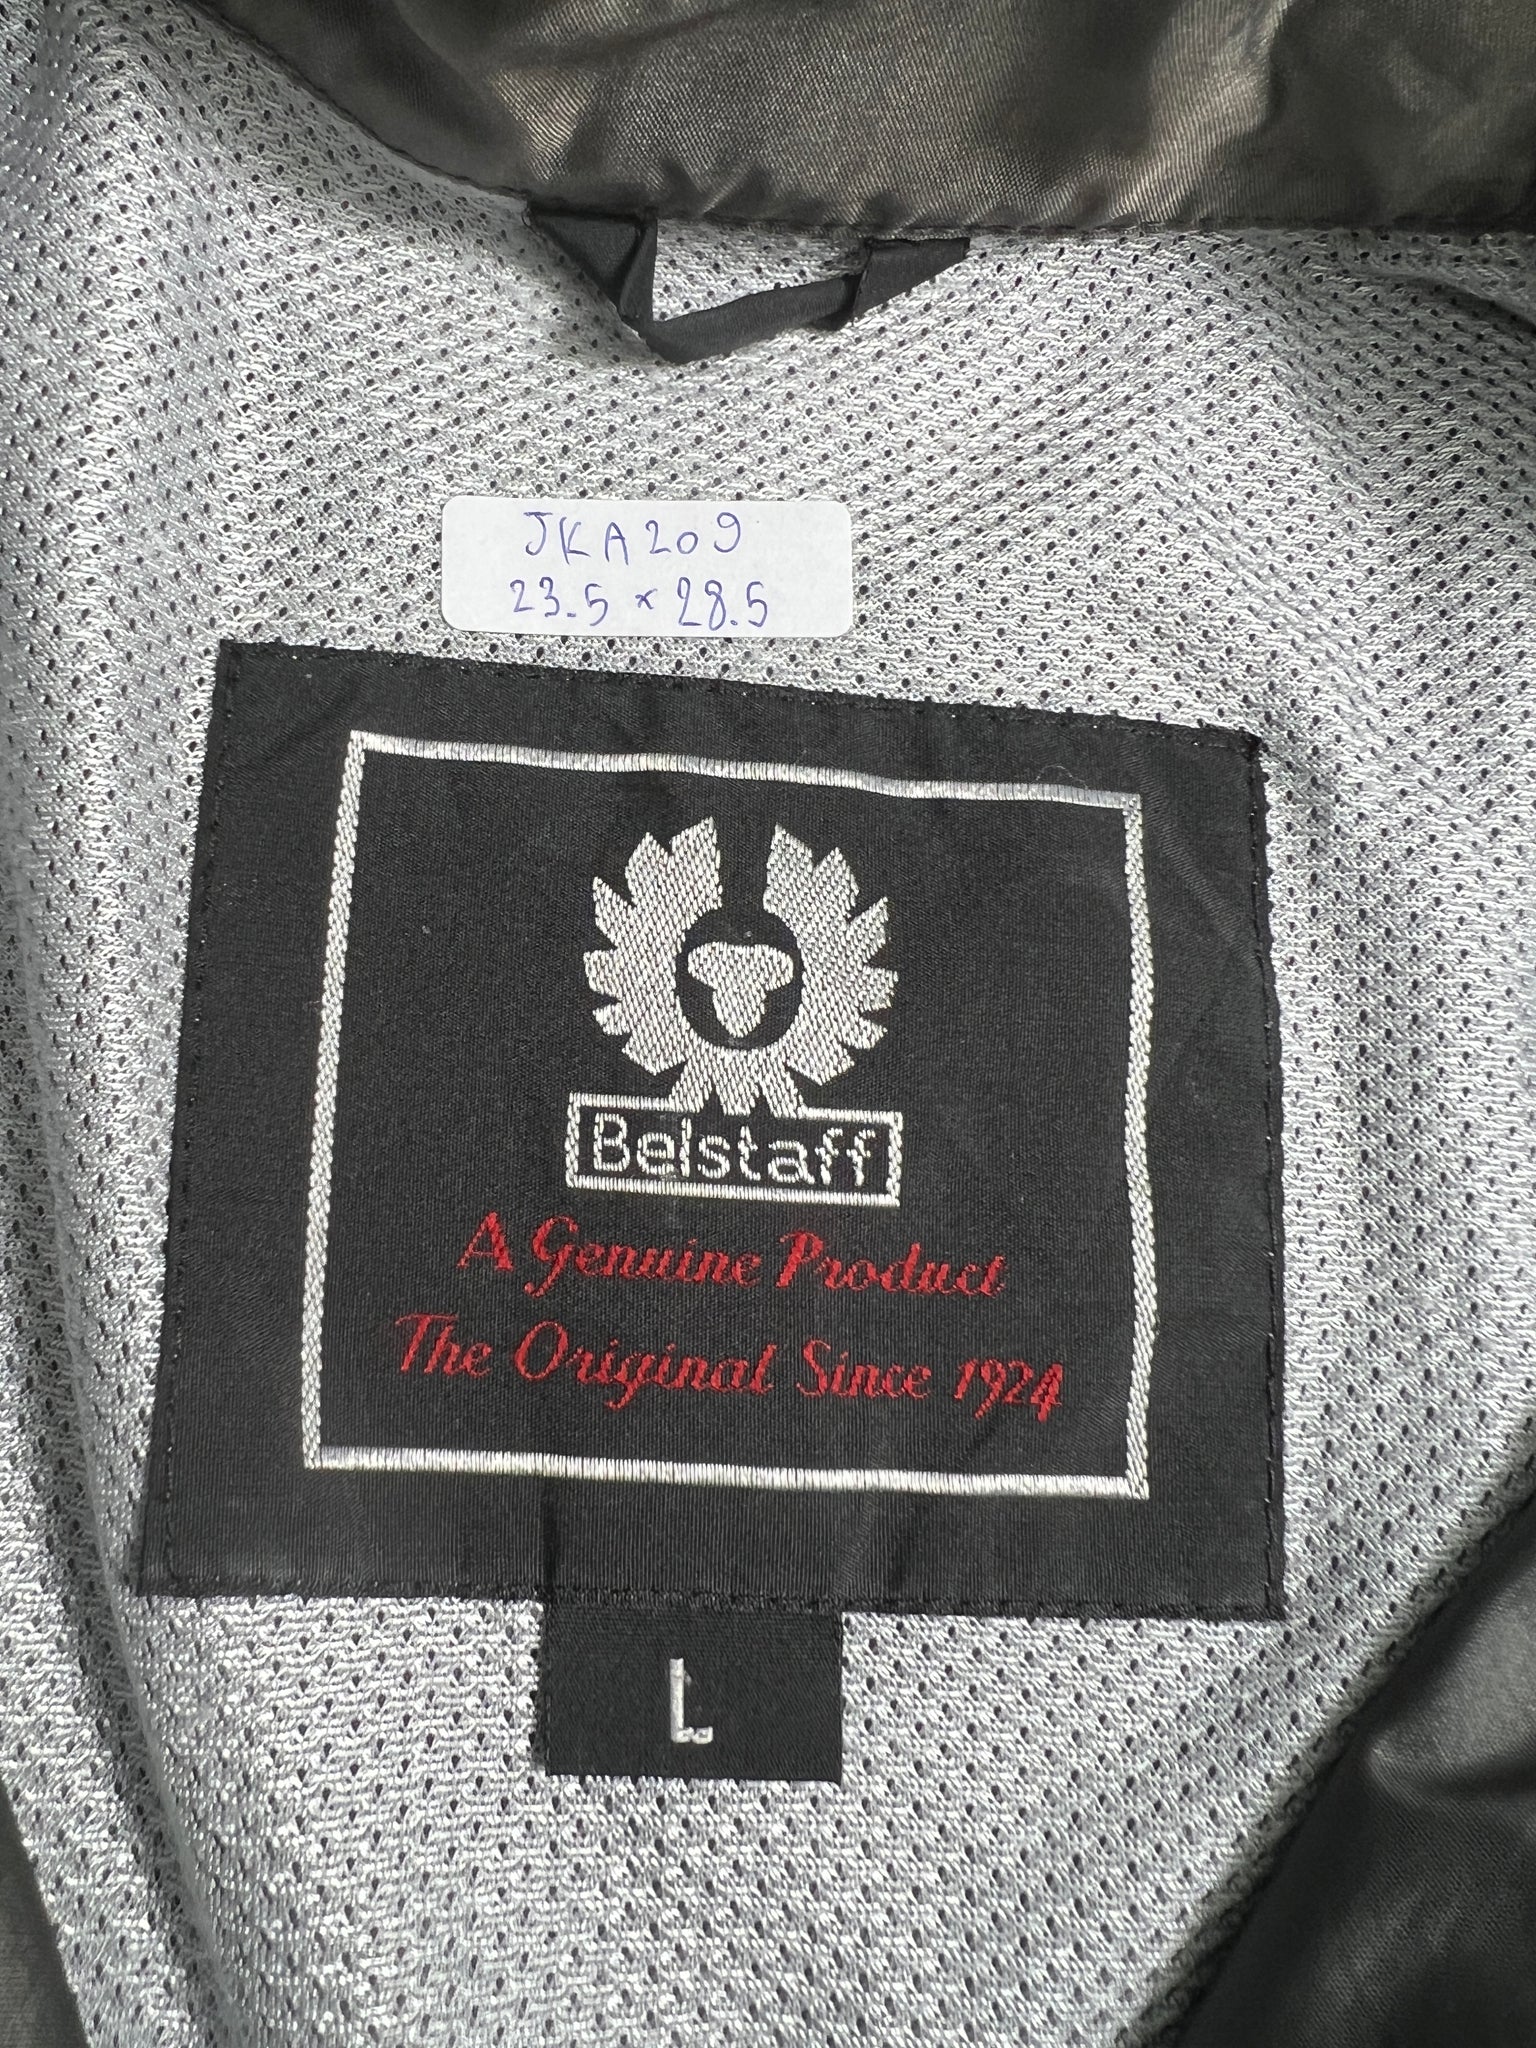 JKA209
23.5 × 28.5
Belstaff
A Genuine Product
The Original Since 1924
L